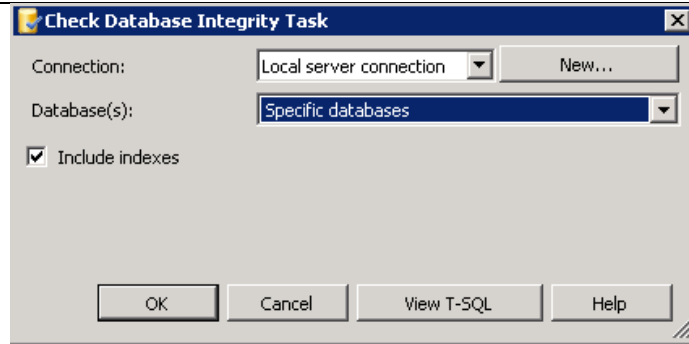 Check Database Integrity Task
Connection: Local server connection New...
Database(s): Specific databases
Include indexes
OK Cancel View T-SQL Help